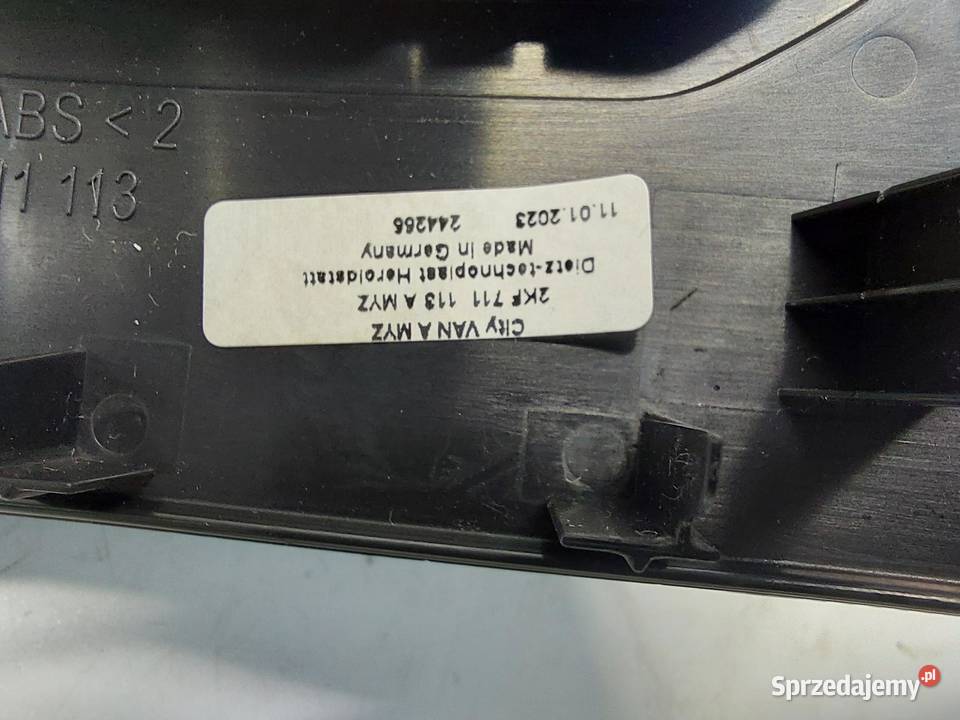 ABS < 2
11 113
City VAN A MYZ
2KF 711 113 A MYZ
Dietz-technoplast Heroldstatt
Made in Germany
244266
11.01.2023
Sprzedajemy.pl